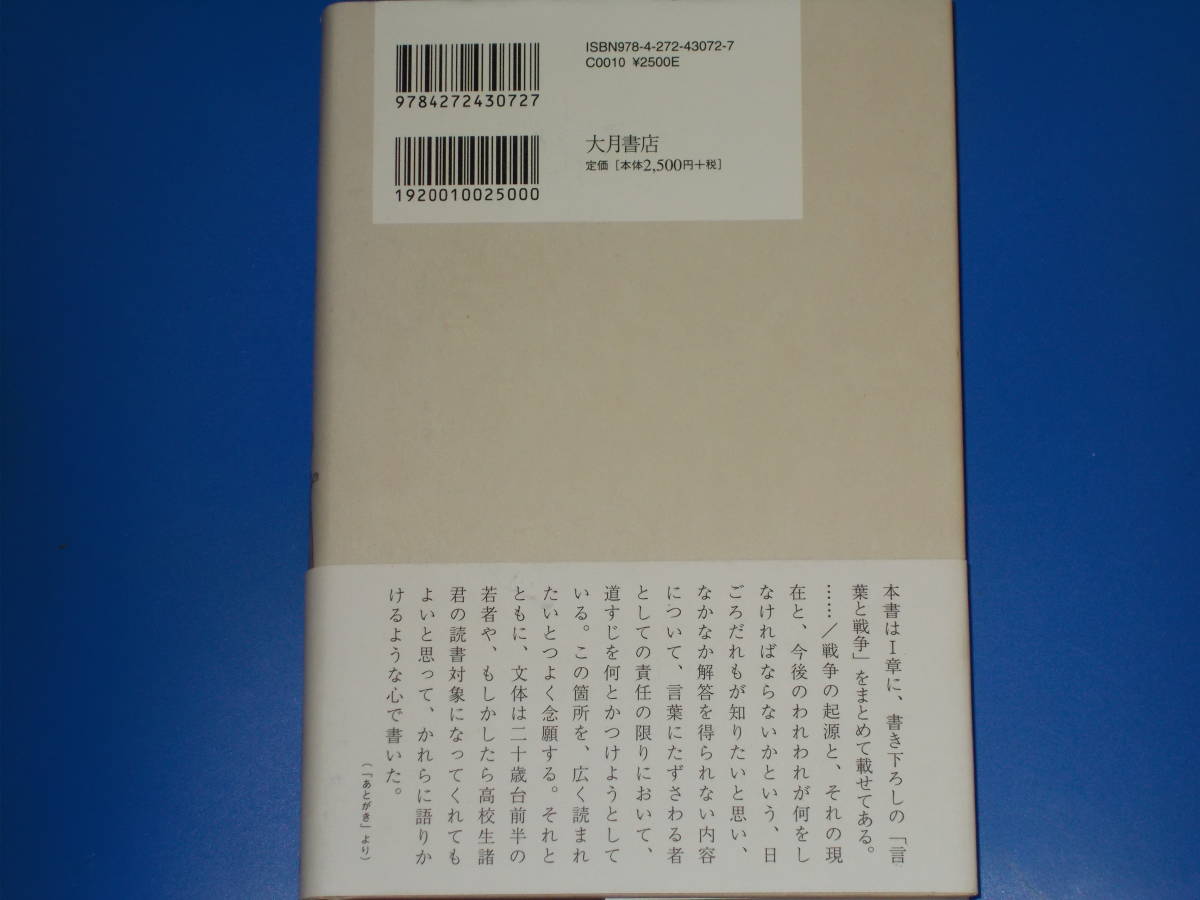 ISBN978-4-272-43072-7
C0010 ¥2500E
9784272430727
大月書店
定価［本体2,500円+税］
1920010025000
本書はⅠ章に、書き下ろしの「言
葉と戦争」をまとめて載せてある。
……／戦争の起源と、それの現
在と、今後のわれわれが何をし
なければならないかという、日
ごろだれもが知りたいと思い、
なかなか解答を得られない内容
について、言葉にたずさわる者
としての責任の限りにおいて、
道すじを何とかつけようとして
いる。この箇所を、広く読まれ
たいとつよく念願する。それと
ともに、文体は二十歳台前半の
若者や、もしかしたら高校生諸
君の読書対象になってくれても
よいと思って、かれらに語りか
けるような心で書いた。
（「あとがき」より）